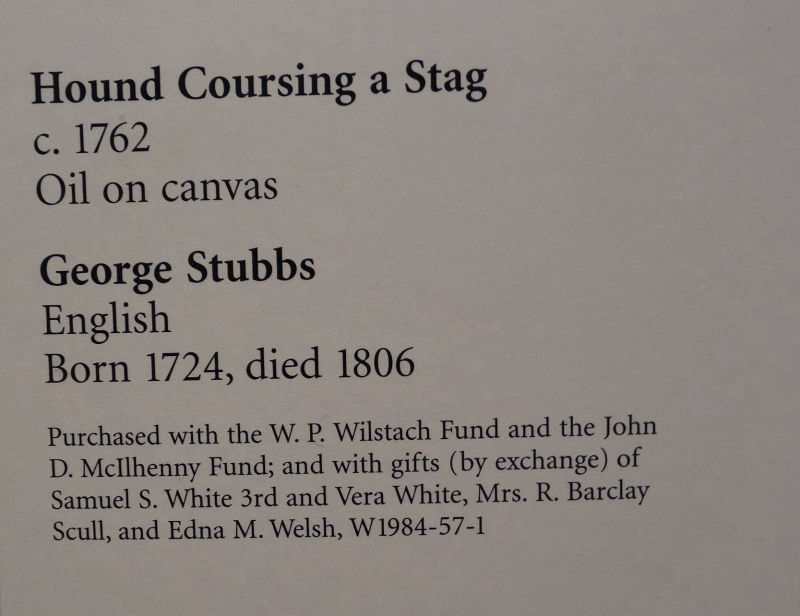 Hound Coursing a Stag
c. 1762
Oil on canvas
George Stubbs
English
Born 1724, died 1806
Purchased with the W. P. Wilstach Fund and the John
D. McIlhenny Fund; and with gifts (by exchange) of
Samuel S. White 3rd and Vera White, Mrs. R. Barclay
Scull, and Edna M. Welsh, W1984-57-1